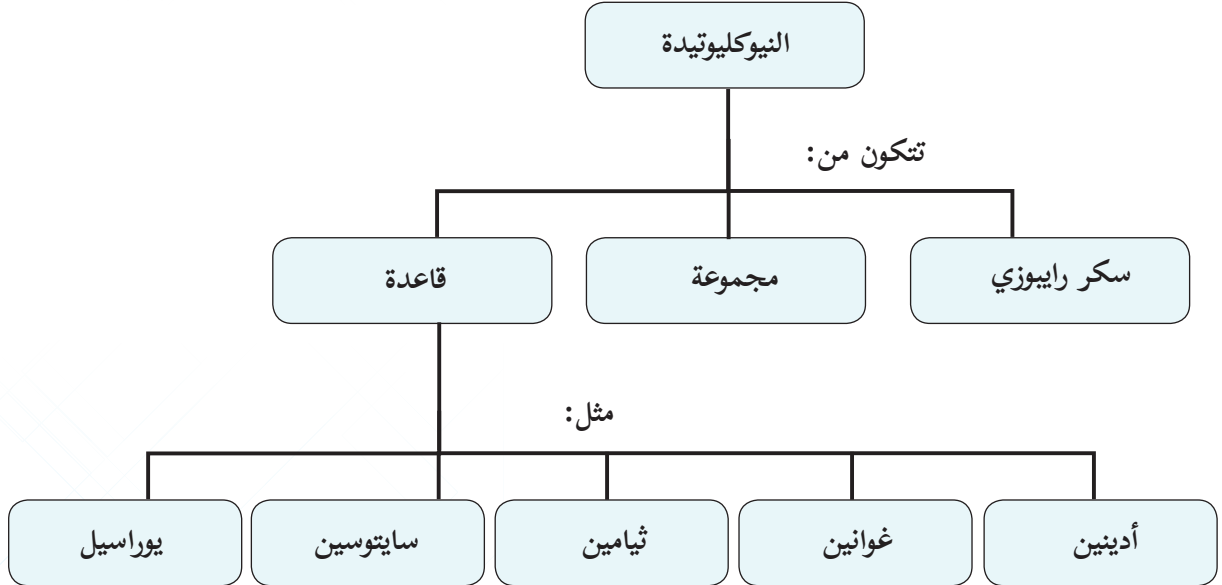 النيوكليوتيدة
تتكون من:
سكر رايبوزي
مجموعة
قاعدة
مثل:
أدينين
غوانين
ثيامين
سايتوسين
يوراسيل